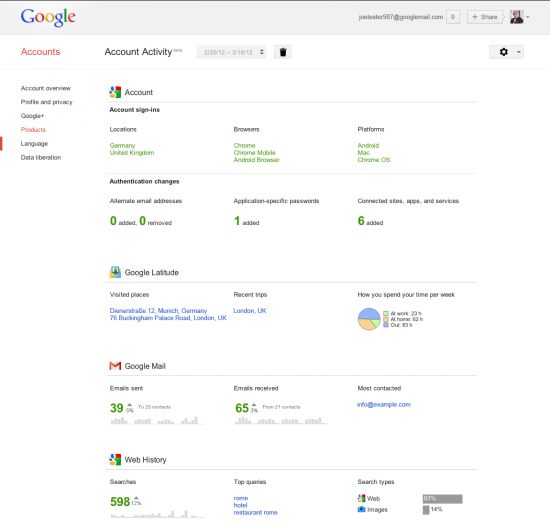 Google
joetester987@googlemail.com 0 + Share
Accounts
Account Activity new
2/20/12 – 3/18/12
Account overview
Profile and privacy
Google+
Products
Language
Data liberation
Account
Account sign-ins
Locations Browsers Platforms
Germany Chrome Android
United Kingdom Chrome Mobile Mac
Android Browser Chrome OS
Authentication changes
Alternate email addresses Application-specific passwords Connected sites, apps, and services
0 added, 0 removed 1 added 6 added
Google Latitude
Visited places Recent trips How you spend your time per week
Dienerstraße 12, Munich, Germany London, UK
76 Buckingham Palace Road, London, UK
At work: 23 h
At home: 62 h
Out: 83 h
Google Mail
Emails sent Emails received Most contacted
39 5% To 25 contacts 65 3% From 21 contacts info@example.com
Web History
Searches Top queries Search types
598 12% rome Web 83%
hotel Images 14%
restaurant rome